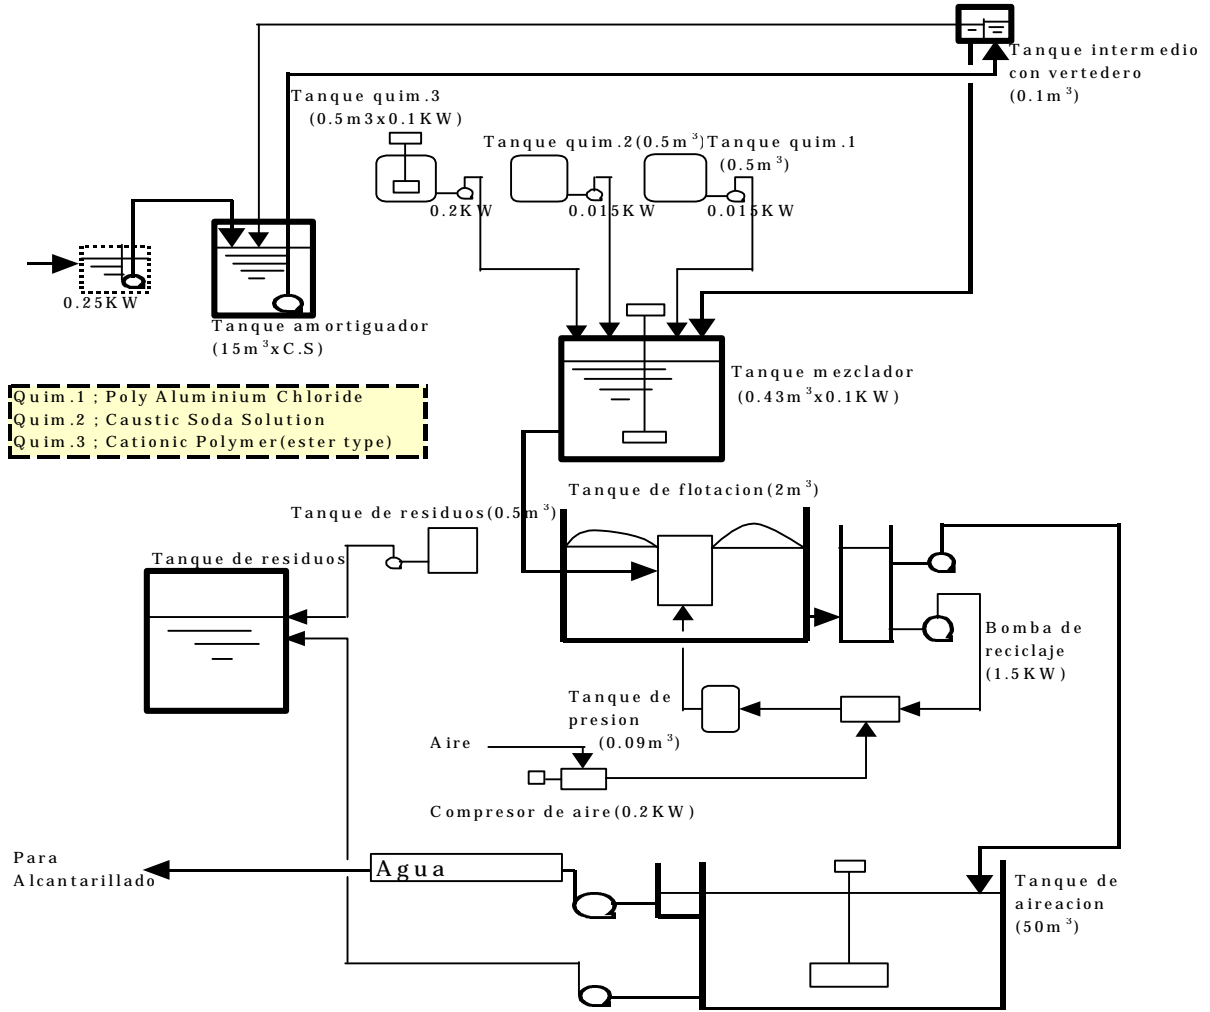 Tanque intermedio
con vertedero
(0.1m³)
Tanque quim.3
(0.5m3x0.1KW)
Tanque quim.2(0.5m³)
Tanque quim.1
(0.5m³)
0.2KW
0.015KW
0.015KW
0.25KW
Tanque amortiguador
(15m³xC.S)
Tanque mezclador
(0.43m³x0.1KW)
Quim.1 ; Poly Aluminium Chloride
Quim.2 ; Caustic Soda Solution
Quim.3 ; Cationic Polymer(ester type)
Tanque de flotacion(2m³)
Tanque de residuos(0.5m³)
Tanque de residuos
Bomba de
reciclaje
(1.5KW)
Tanque de
presion
(0.09m³)
Aire
Compresor de aire(0.2KW)
Para
Alcantarillado
Agua
Tanque de
aireacion
(50m³)